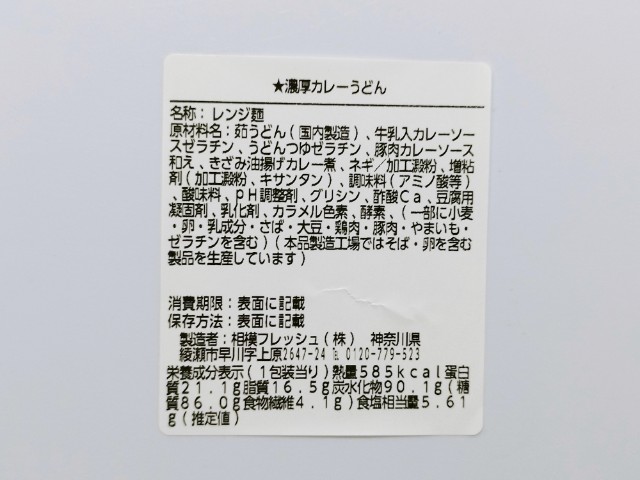 ★濃厚カレーうどん
名称：レンジ麺
原材料名：茹うどん（国内製造）、牛乳入カレーソー
スゼラチン、うどんつゆゼラチン、豚肉カレーソース
和え、きざみ油揚げカレー煮、ネギ／加工澱粉、増粘
剤（加工澱粉、キサンタン）、調味料（アミノ酸等）
、酸味料、ｐＨ調整剤、グリシン、酢酸Ｃａ、豆腐用
凝固剤、乳化剤、カラメル色素、酵素、（一部に小麦
・卵・乳成分・さば・大豆・鶏肉・豚肉・やまいも・
ゼラチンを含む）（本品製造工場ではそば・卵を含む
製品を生産しています）
消費期限：表面に記載
保存方法：表面に記載
製造者：相模フレッシュ（株）　神奈川県
綾瀬市早川字上原2647-24 ℡ 0120-779-523
栄養成分表示（１包装当り）熱量５８５ｋｃａｌ蛋白
質２１．１ｇ脂質１６．５ｇ炭水化物９０．１ｇ（糖
質８６．０ｇ食物繊維４．１ｇ）食塩相当量５．６１
ｇ（推定値）